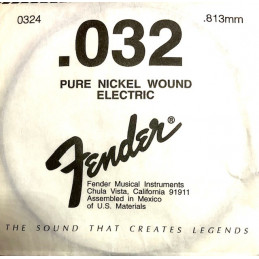 0324 .813mm
.032
PURE NICKEL WOUND
ELECTRIC
Fender®
Fender Musical Instruments
Chula Vista, California 91911
Assembled in Mexico
of U.S. Materials
THE SOUND THAT CREATES LEGENDS